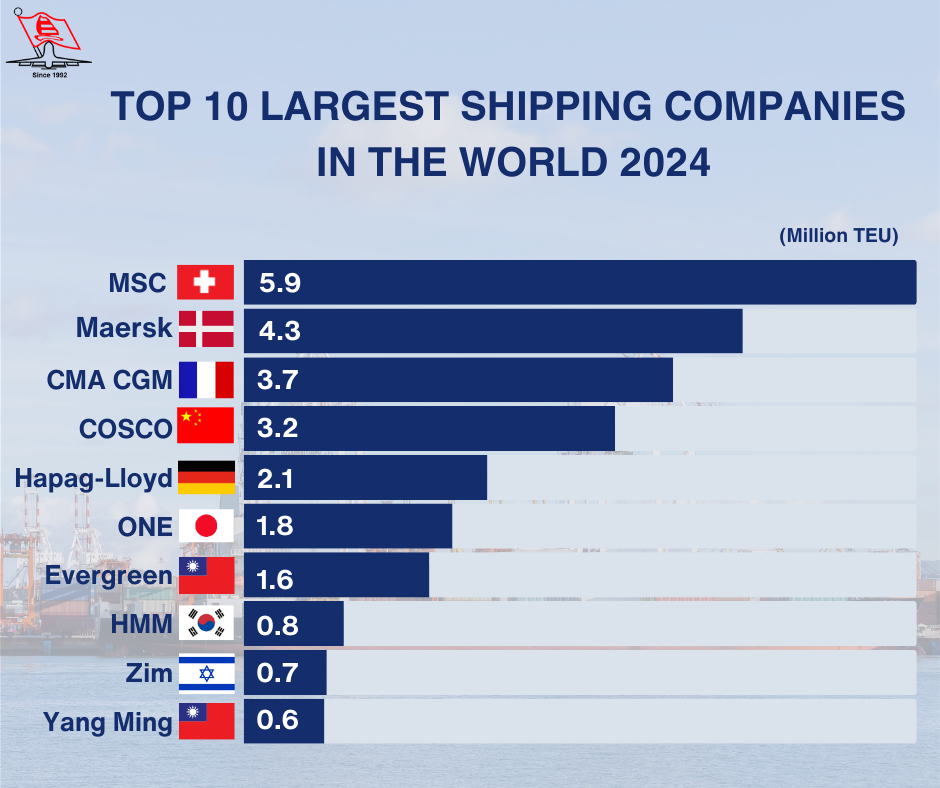 Since 1992
TOP 10 LARGEST SHIPPING COMPANIES
IN THE WORLD 2024
(Million TEU)
MSC 5.9
Maersk 4.3
CMA CGM 3.7
COSCO 3.2
Hapag-Lloyd 2.1
ONE 1.8
Evergreen 1.6
HMM 0.8
Zim 0.7
Yang Ming 0.6